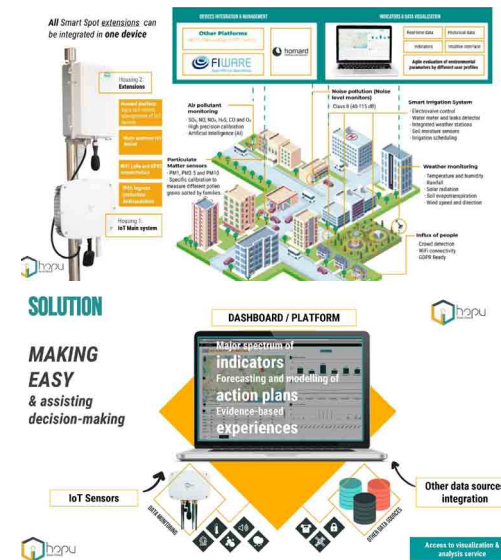 All Smart Spot extensions can
be integrated in one device
Housing 2:
Extensions
Housing 1:
IoT Main system
hopu
DEVICES INTEGRATION & MANAGEMENT
Other Platforms
FIWARE
homard
INDICATORS & DATA VISUALIZATION
Real-time data
Historical data
Indicators
Intuitive interface
Agile evaluation of environmental
parameters by different user profiles
Air pollutant
monitoring
SO₂, NO, NO₂, H₂S, CO and O₃
High precision calibration
Artificial Intelligence (AI)
Particulate
Matter sensors
PM1, PM2.5 and PM10
Specific calibration to
measure different pollen
grains sorted by families.
Noise pollution (Noise
level monitors)
Smart Irrigation System
- Electrovalve control
- Water meter and leaks detector
- Integrated weather stations
- Soil moisture sensors
- Irrigation scheduling
Weather monitoring
- Temperature and humidity
- Rainfall
- Solar radiation
- Soil evapotranspiration
- Wind speed and direction
Influx of people
Crowd detection
WiFi connectivity
GDPR Ready
SOLUTION
MAKING
EASY
& assisting
decision-making
DASHBOARD / PLATFORM
hopu
Major spectrum of
indicators
Forecasting and modelling of
action plans
Evidence-based
experiences
IoT Sensors
DATA MONITORING
OTHER DATA SOURCES
Other data sources
integration
hopu
Access to visualization &
analysis service